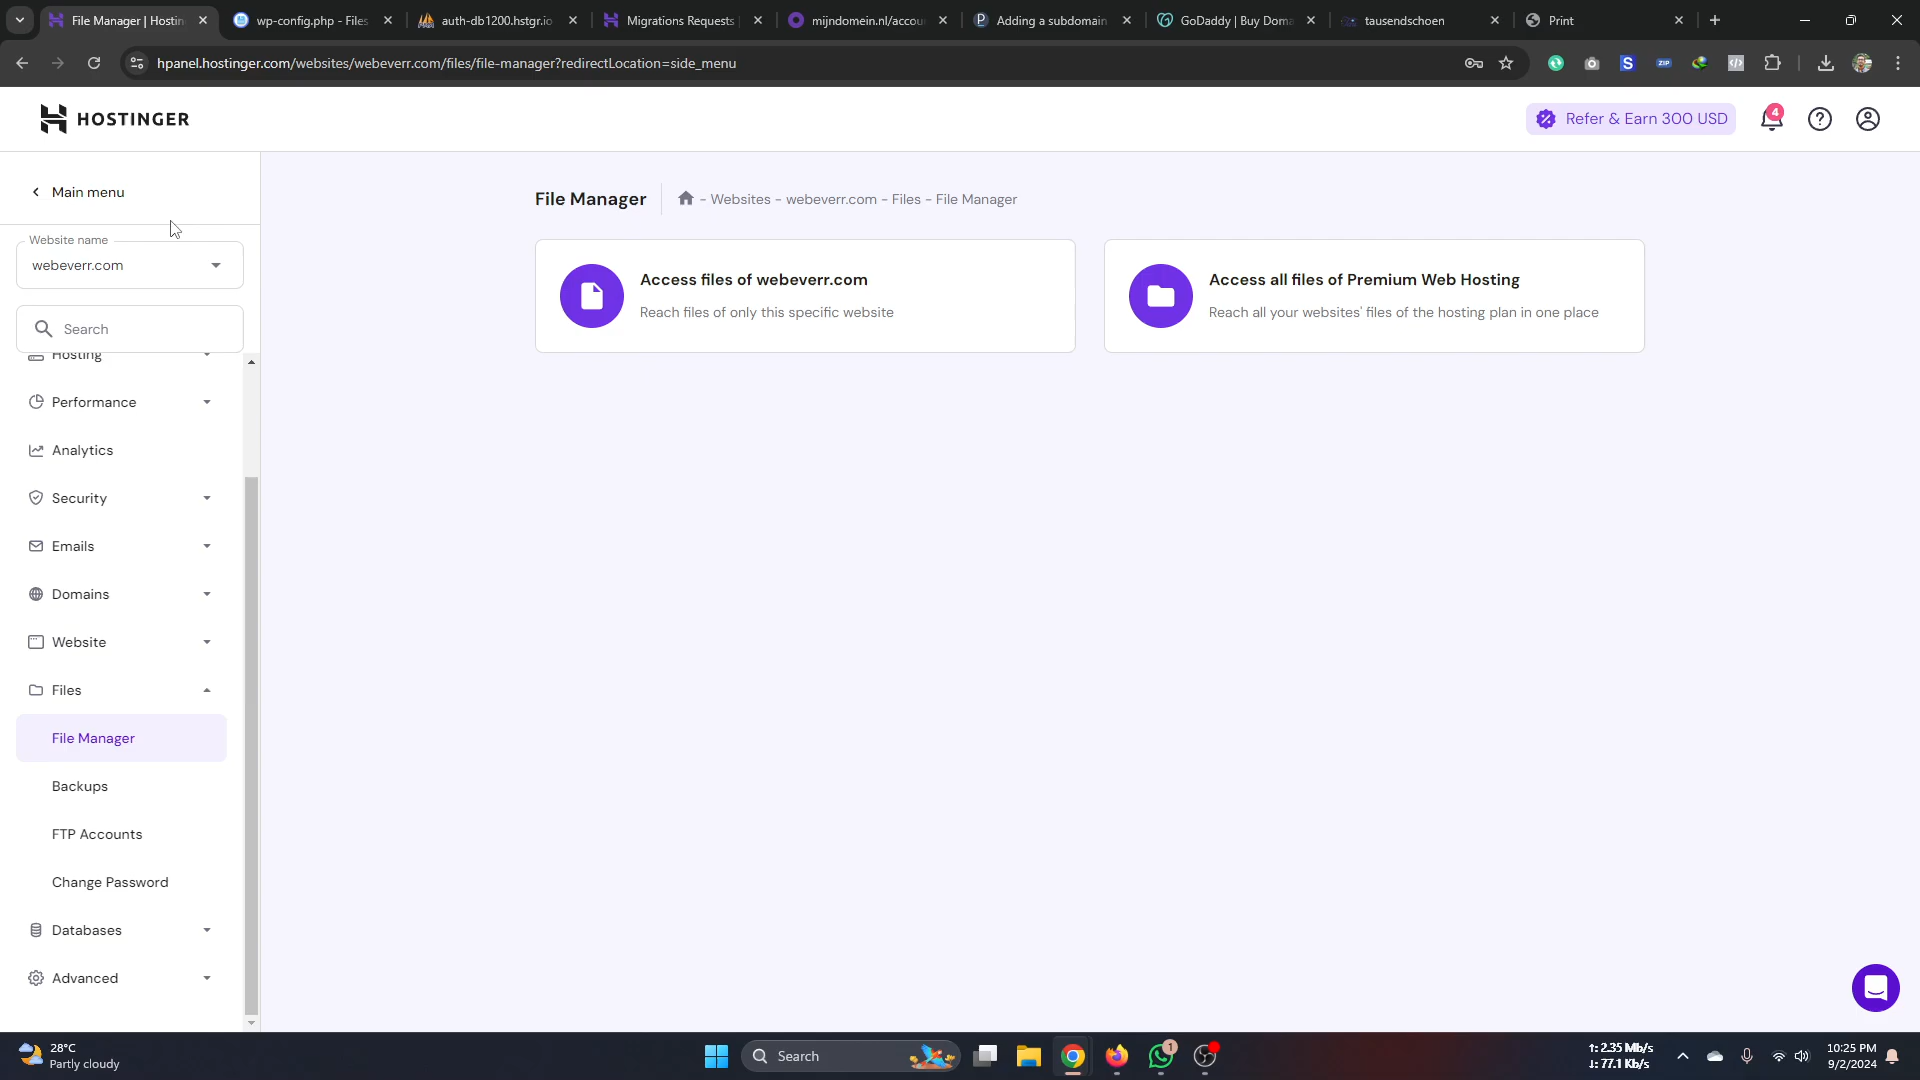 File Manager | Hostin
wp-config.php - Files
auth-db1200.hstgr.io
Migrations Requests
mijndomein.nl/accou
Adding a subdomain
GoDaddy | Buy Doma
tausendschoen
Print
hpanel.hostinger.com/websites/webeverr.com/files/file-manager?redirectLocation=side_menu
S
ZIP
HOSTINGER
Refer & Earn 300 USD
4
Main menu
File Manager
- Websites - webeverr.com - Files - File Manager
Website name
webeverr.com
Access files of webeverr.com
Reach files of only this specific website
Access all files of Premium Web Hosting
Reach all your websites' files of the hosting plan in one place
Search
Hosting
Performance
Analytics
Security
Emails
Domains
Website
Files
File Manager
Backups
FTP Accounts
Change Password
Databases
Advanced
28°C
Partly cloudy
Search
1
↑: 2.35 Mb/s
↓: 77.1 Kb/s
10:25 PM
9/2/2024